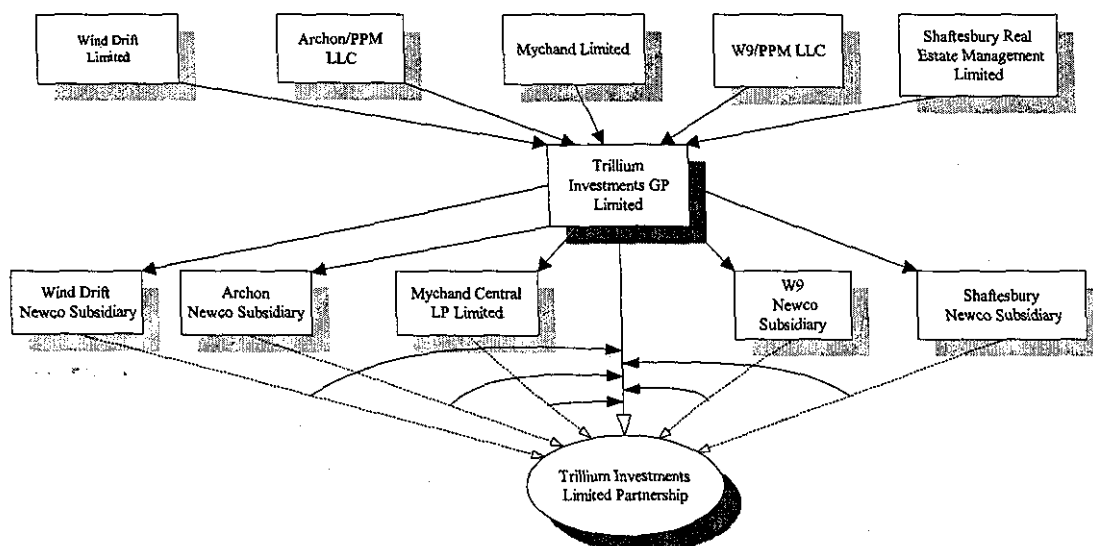 Wind Drift
Limited
Archon/PPM
LLC
Mychand Limited
W9/PPM LLC
Shaftesbury Real
Estate Management
Limited
Trillium
Investments GP
Limited
Wind Drift
Newco Subsidiary
Archon
Newco Subsidiary
Mychand Central
LP Limited
W9
Newco
Subsidiary
Shaftesbury
Newco Subsidiary
Trillium Investments
Limited Partnership